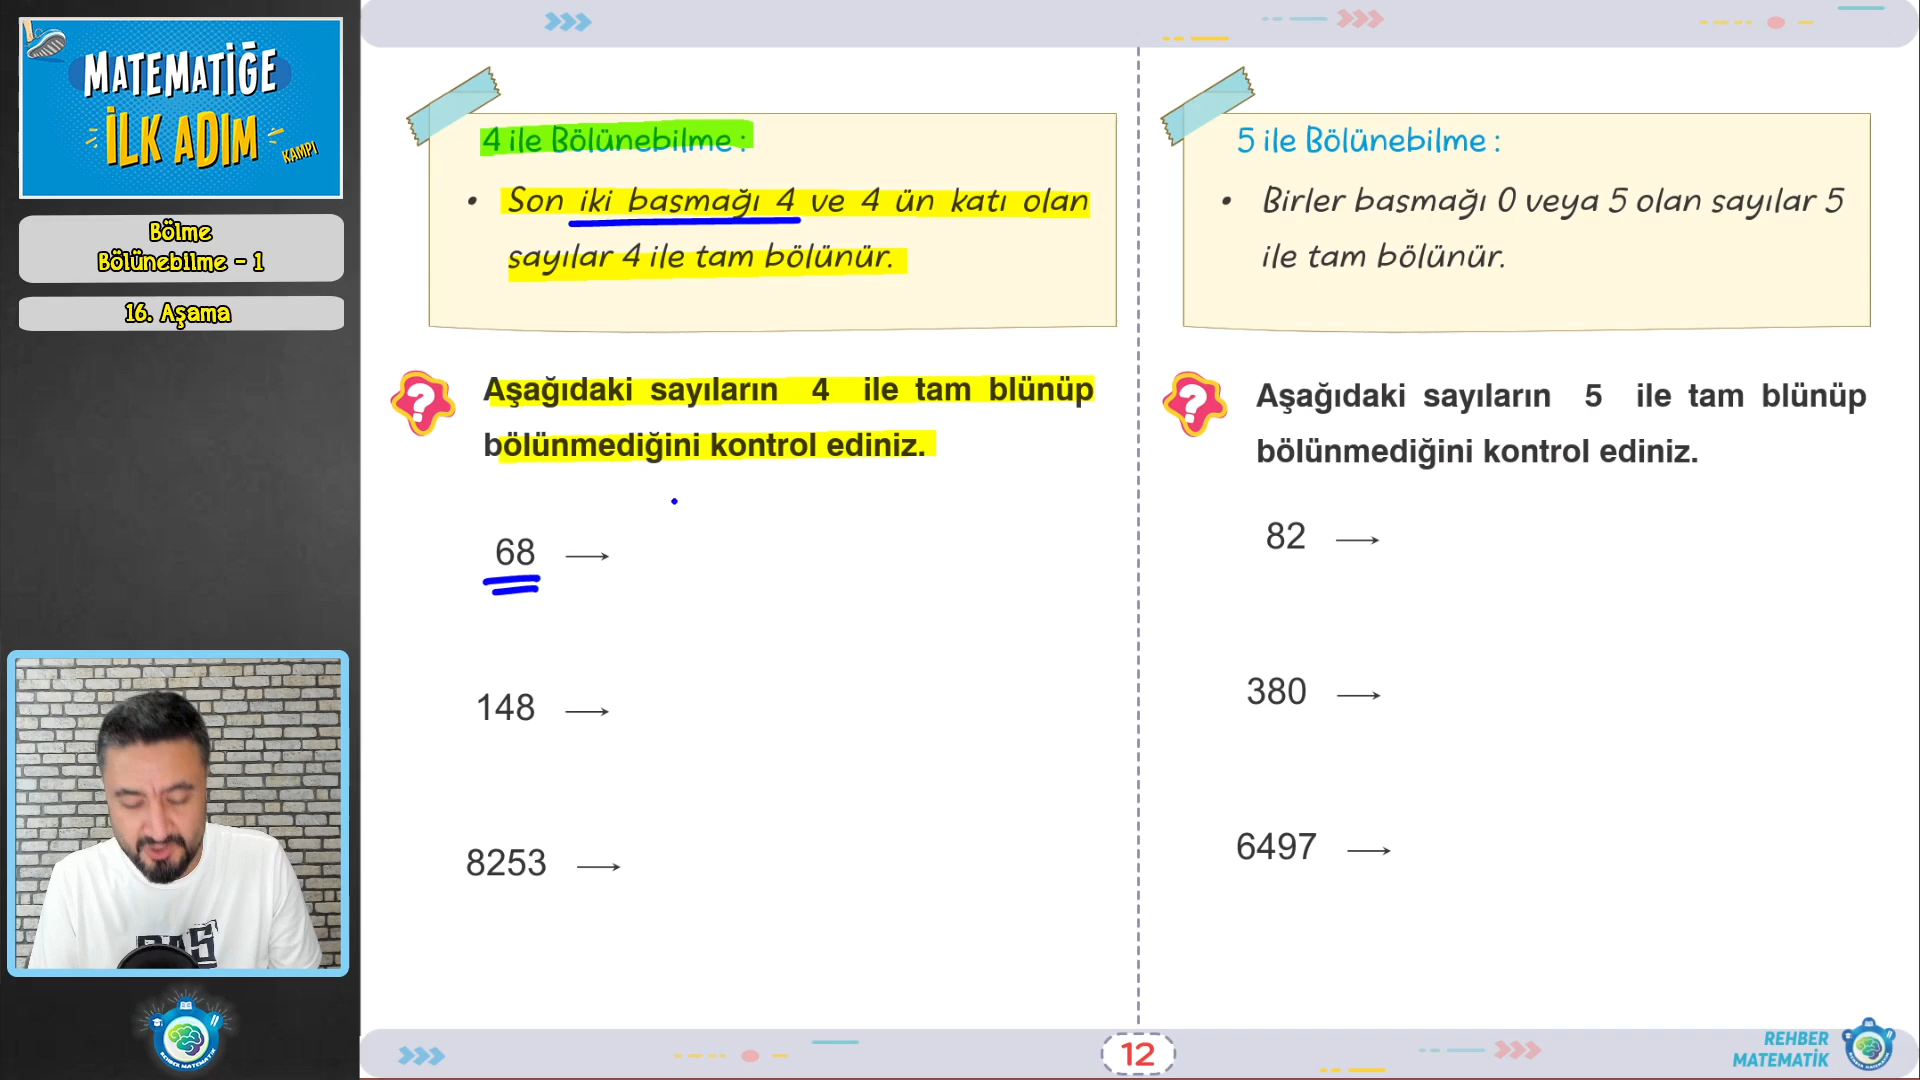 MATEMATİĞE
İLK ADIM
KAMPI
Bölme
Bölünebilme - 1
16. Aşama
4 ile Bölünebilme :
• Son iki basmağı 4 ve 4 ün katı olan
sayılar 4 ile tam bölünür.
Aşağıdaki sayıların 4 ile tam blünüp
bölünmediğini kontrol ediniz.
68 →
148 →
8253 →
5 ile Bölünebilme :
• Birler basmağı 0 veya 5 olan sayılar 5
ile tam bölünür.
Aşağıdaki sayıların 5 ile tam blünüp
bölünmediğini kontrol ediniz.
82 →
380 →
6497 →
REHBER MATEMATİK
12
REHBER
MATEMATİK